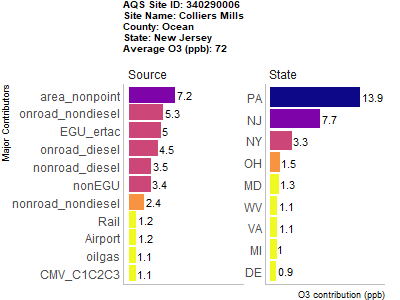 AQS Site ID: 340290006
Site Name: Colliers Mills
County: Ocean
State: New Jersey
Average O3 (ppb): 72
Major Contributors
Source
area_nonpoint 7.2
onroad_nondiesel 5.3
EGU_ertac 5
onroad_diesel 4.5
nonroad_diesel 3.5
nonEGU 3.4
nonroad_nondiesel 2.4
Rail 1.2
Airport 1.2
oilgas 1.1
CMV_C1C2C3 1.1
State
PA 13.9
NJ 7.7
NY 3.3
OH 1.5
MD 1.3
WV 1.1
VA 1.1
MI 1
DE 0.9
O3 contribution (ppb)